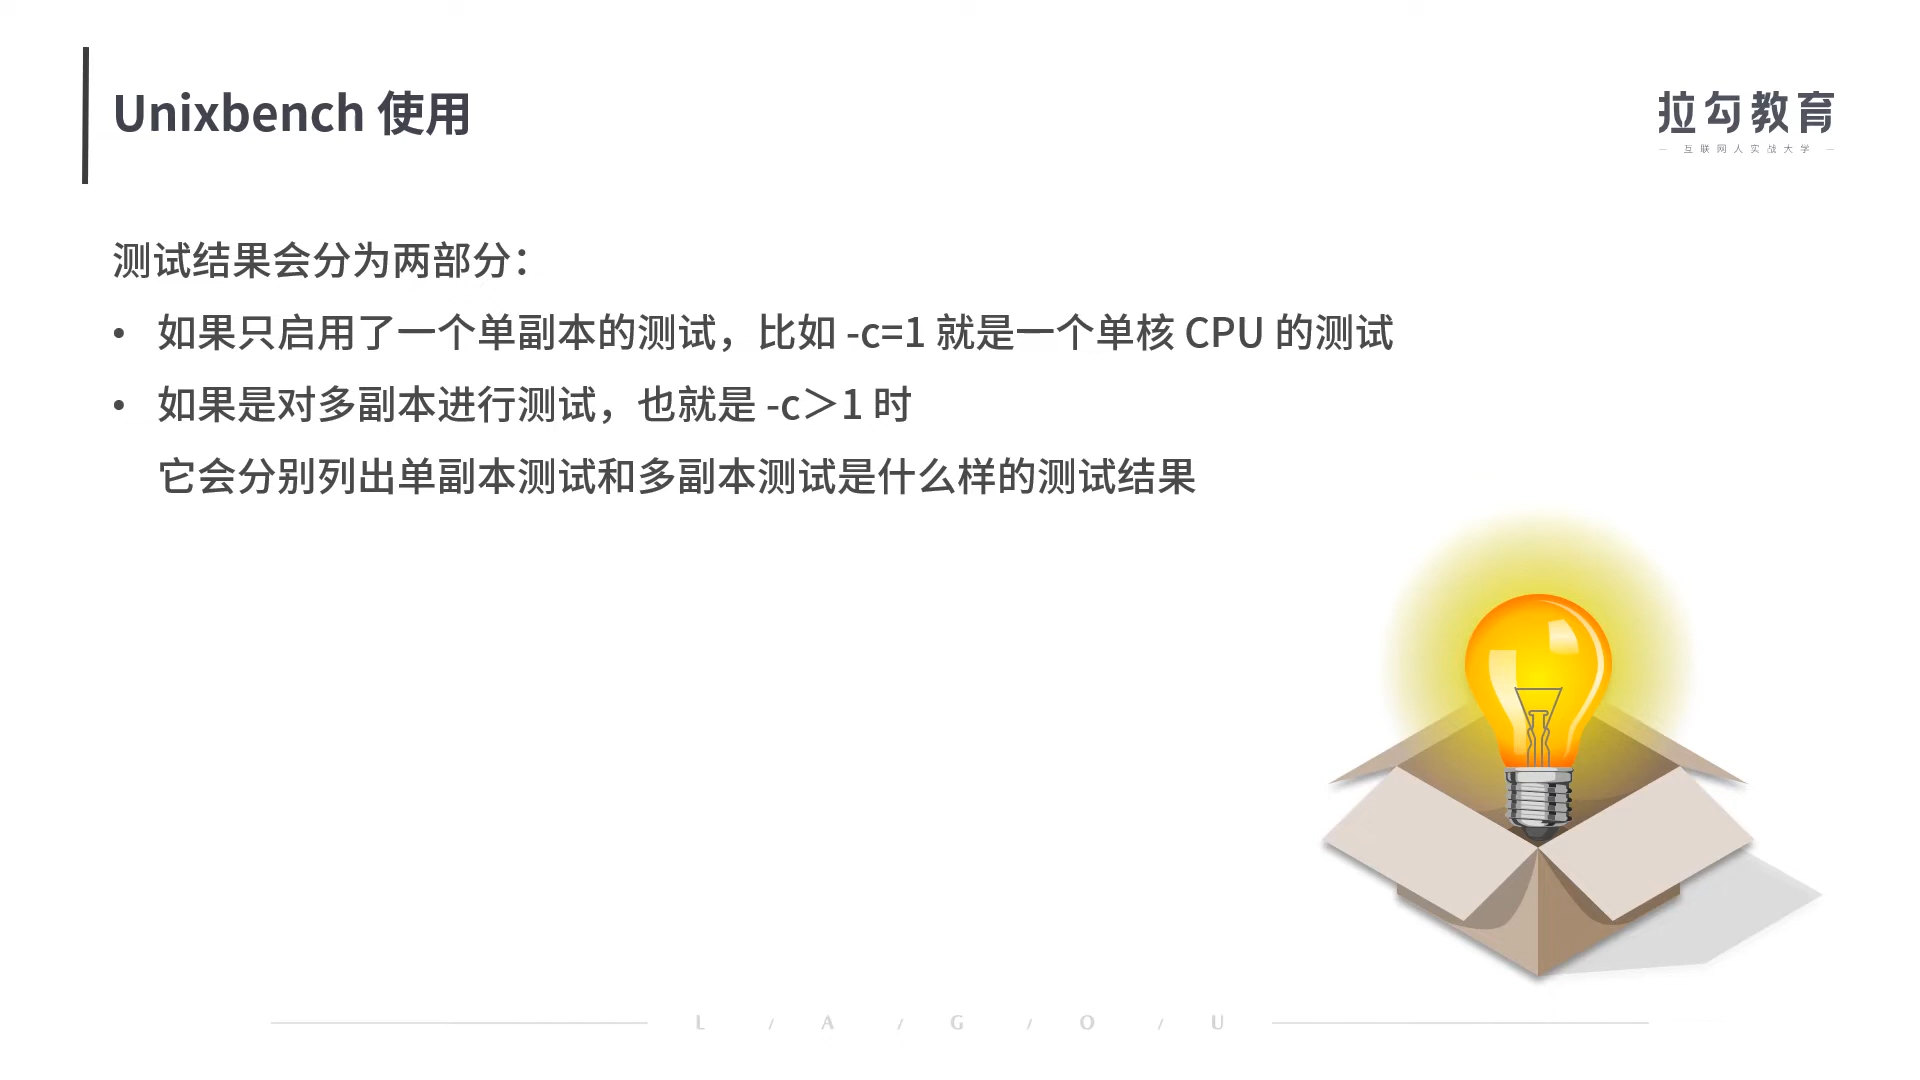 Unixbench 使用
拉勾教育
— 互联网人实战大学 —
测试结果会分为两部分：
• 如果只启用了一个单副本的测试，比如 -c=1 就是一个单核 CPU 的测试
• 如果是对多副本进行测试，也就是 -c＞1 时
它会分别列出单副本测试和多副本测试是什么样的测试结果
L / A / G / O / U